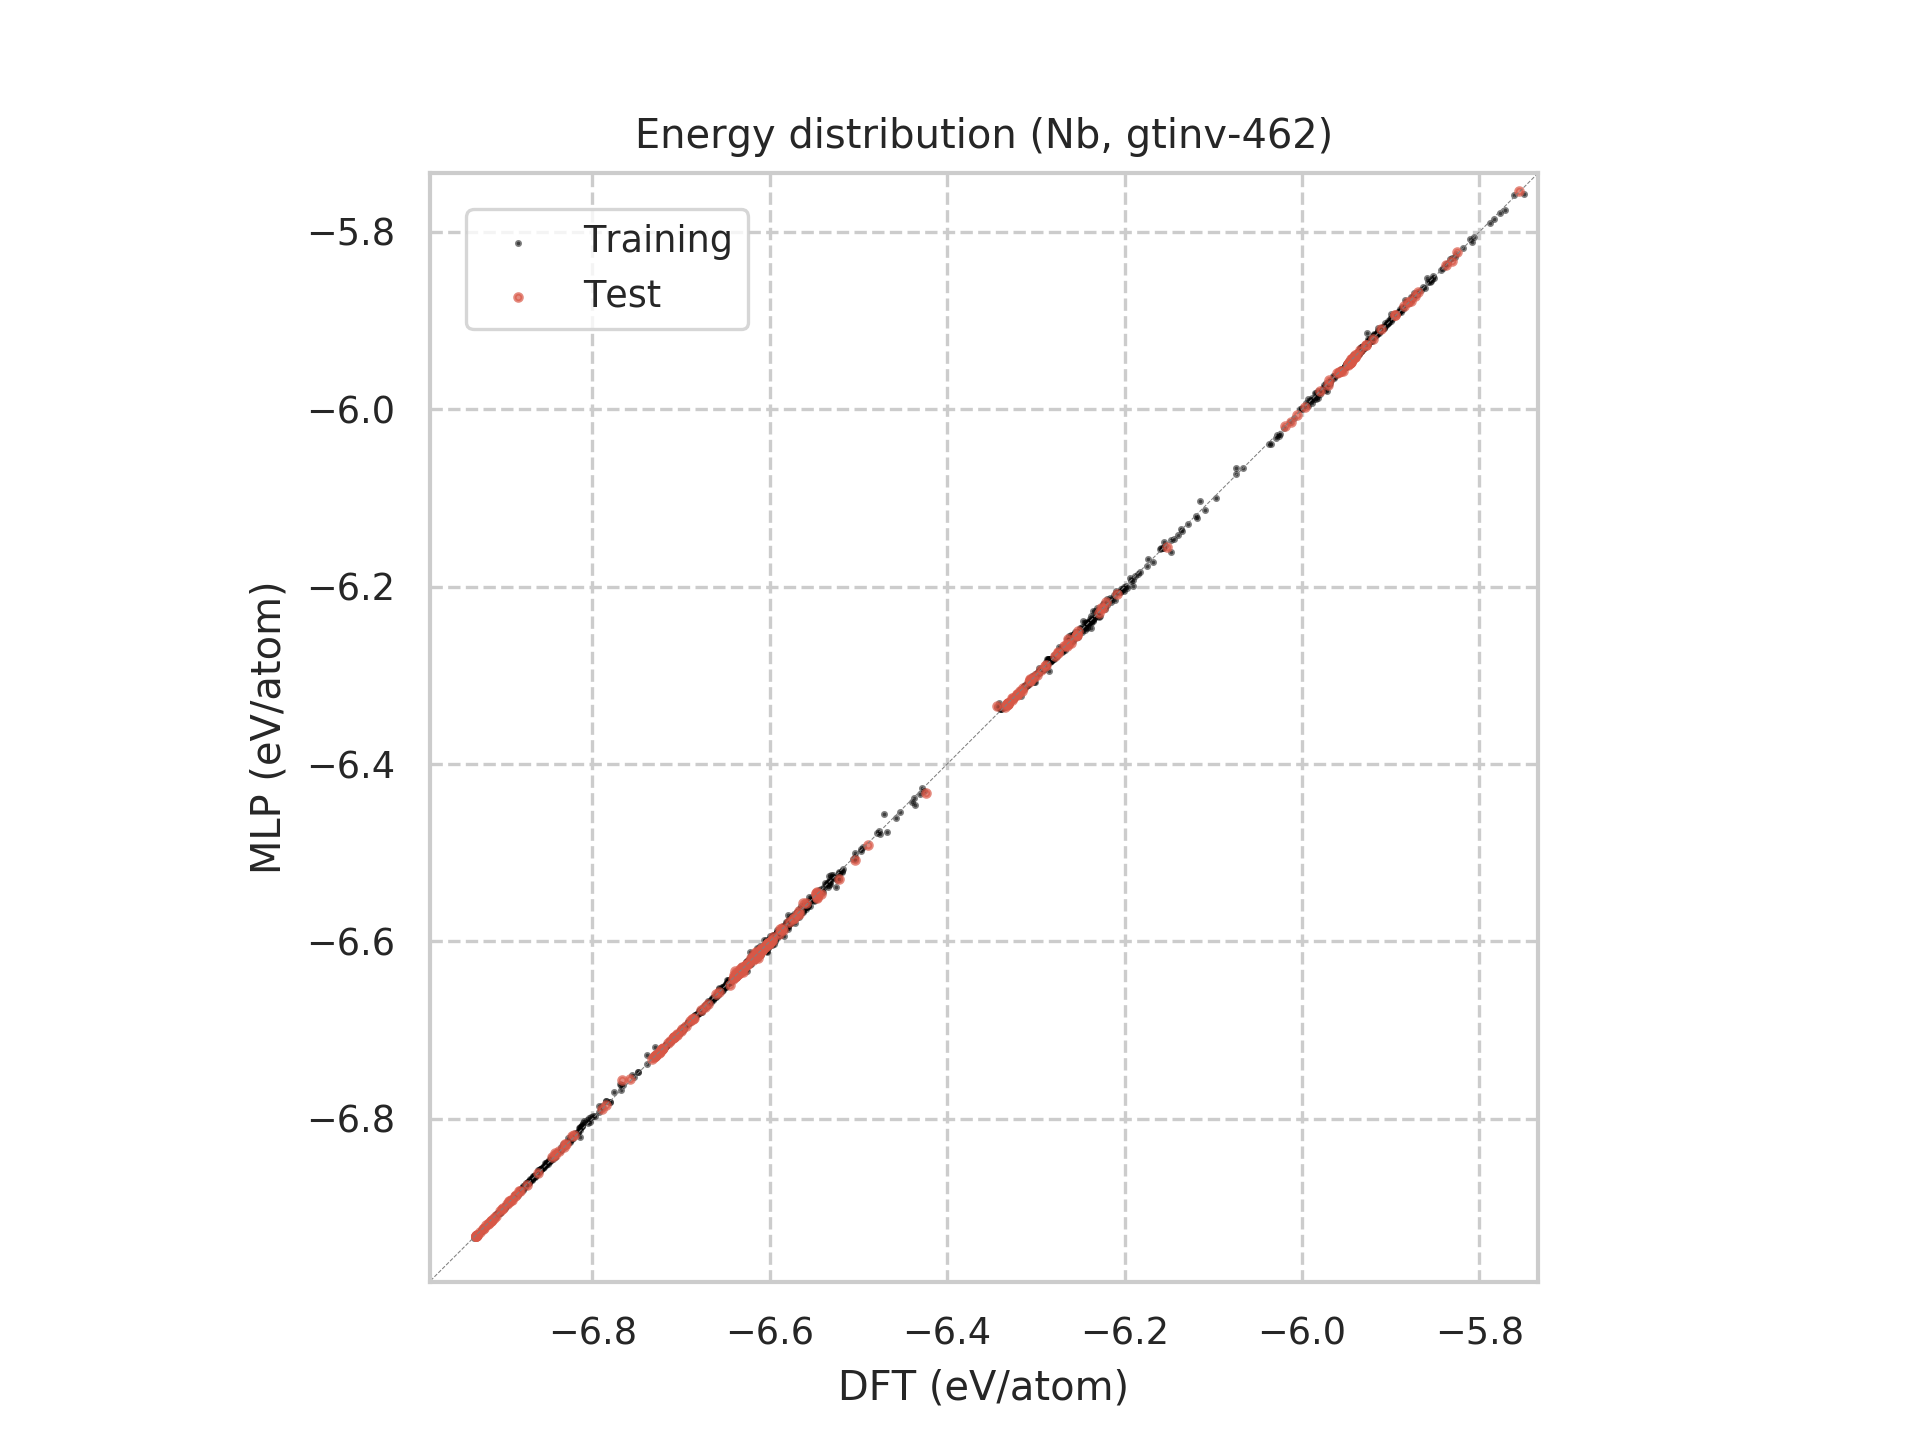 Energy distribution (Nb, gtinv-462)
Training
Test
−5.8
−6.0
−6.2
−6.4
−6.6
−6.8
MLP (eV/atom)
−6.8 −6.6 −6.4 −6.2 −6.0 −5.8
DFT (eV/atom)